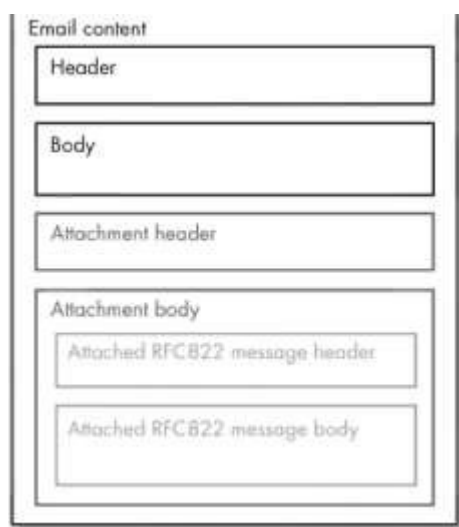 Email content
Header
Body
Attachment header
Attachment body
Attached RFC822 message header
Attached RFC822 message body